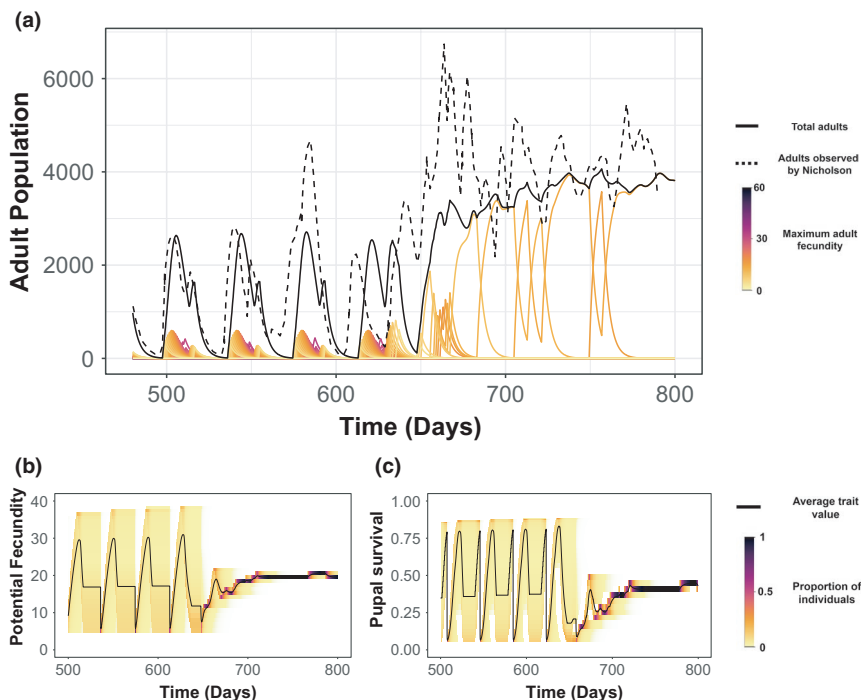 (a)
Adult Population
6000
4000
2000
0
500
600
700
800
Time (Days)
Total adults
Adults observed
by Nicholson
60
30
0
Maximum adult
fecundity
(b)
Potential Fecundity
40
30
20
10
0
500
600
700
800
Time (Days)
(c)
Pupal survival
1.00
0.75
0.50
0.25
0.00
500
600
700
800
Time (Days)
Average trait
value
1
0.5
0
Proportion of
individuals